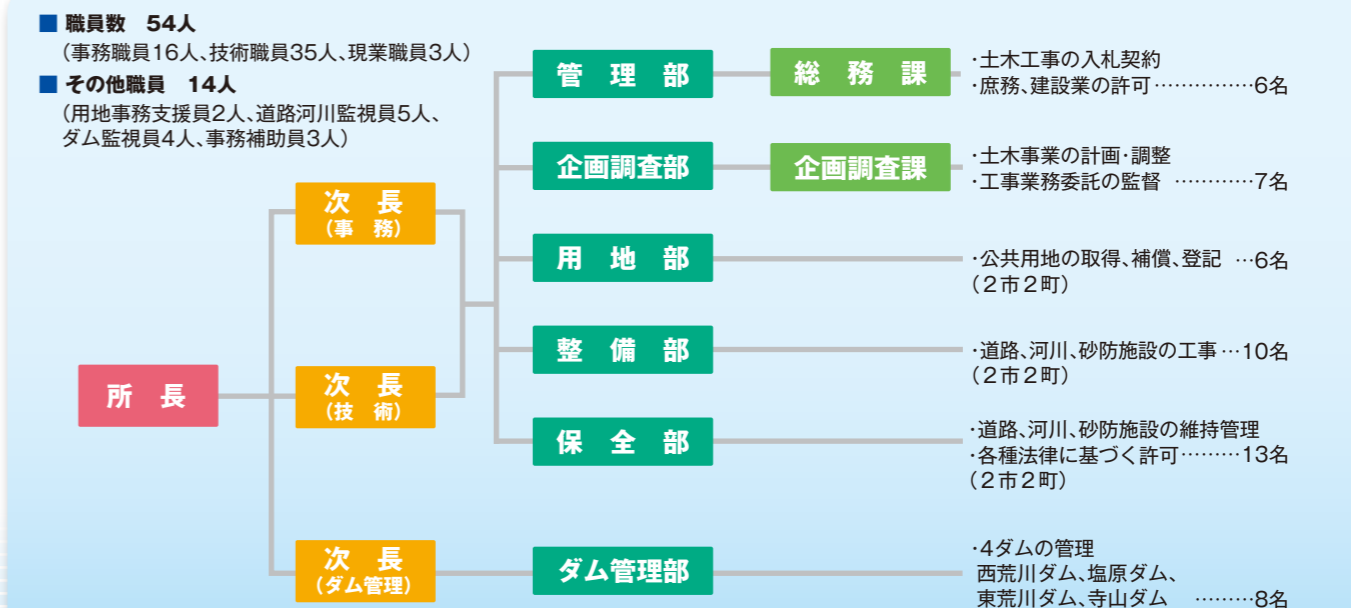 ■ 職員数 54人
（事務職員16人、技術職員35人、現業職員3人）
■ その他職員 14人
（用地事務支援員2人、道路河川監視員5人、
ダム監視員4人、事務補助員3人）
所 長
次 長
（事 務）
次 長
（技 術）
次 長
（ダム管理）
管 理 部
総 務 課
・土木工事の入札契約
・庶務、建設業の許可……………6名
企画調査部
企画調査課
・土木事業の計画・調整
・工事業務委託の監督 …………7名
用 地 部
・公共用地の取得、補償、登記 …6名
（２市２町）
整 備 部
・道路、河川、砂防施設の工事…10名
（２市２町）
保 全 部
・道路、河川、砂防施設の維持管理
・各種法律に基づく許可………13名
（２市２町）
ダム管理部
・4ダムの管理
西荒川ダム、塩原ダム、
東荒川ダム、寺山ダム ………8名